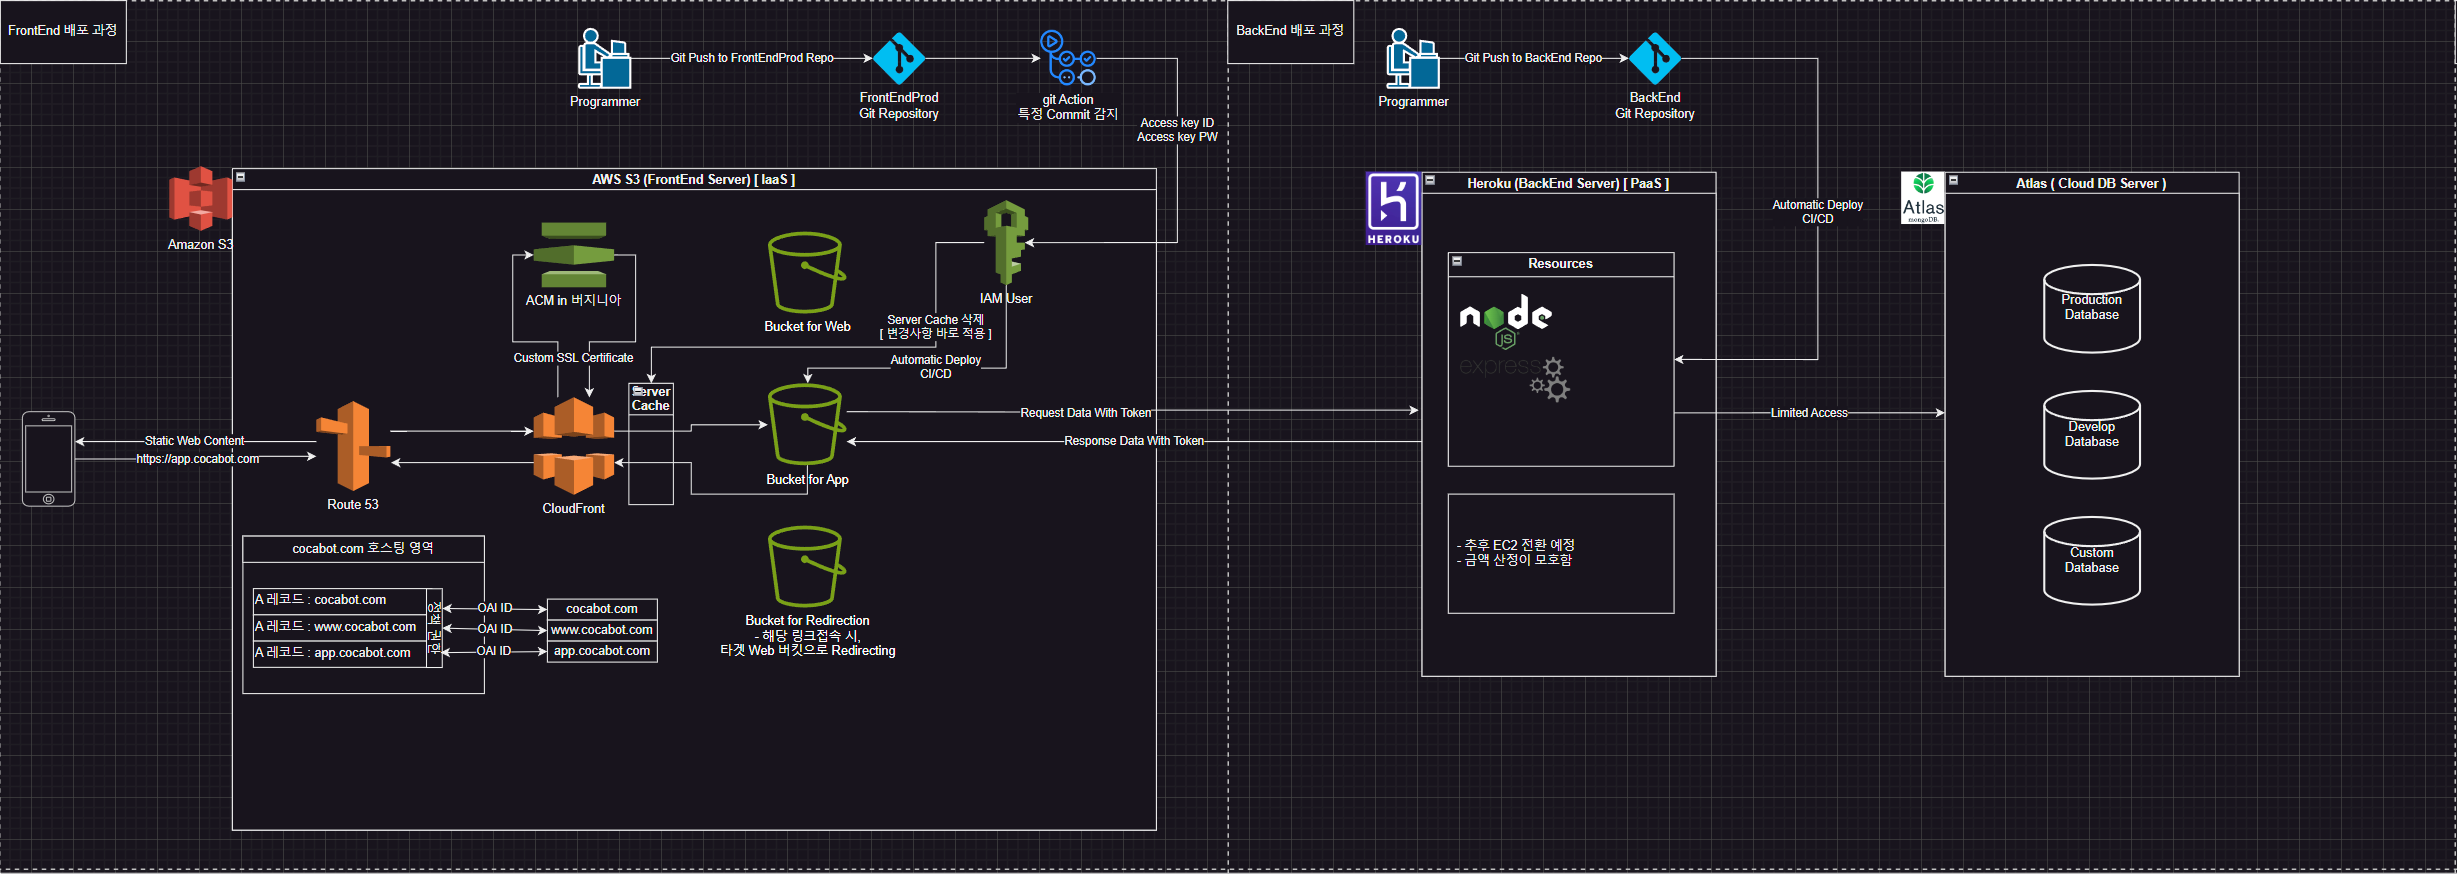 FrontEnd 배포 과정
Programmer
Git Push to FrontEndProd Repo
FrontEndProd
Git Repository
git Action
특정 Commit 감지
Access key ID
Access key PW
BackEnd 배포 과정
Programmer
Git Push to BackEnd Repo
BackEnd
Git Repository
Automatic Deploy
CI/CD
Amazon S3
AWS S3 (FrontEnd Server) [ IaaS ]
ACM in 버지니아
Custom SSL Certificate
Bucket for Web
IAM User
Server Cache 삭제
[ 변경사항 바로 적용 ]
Automatic Deploy
CI/CD
Server
Cache
Static Web Content
https://app.cocabot.com
Route 53
CloudFront
Bucket for App
Request Data With Token
Response Data With Token
cocabot.com 호스팅 영역
A 레코드 : cocabot.com
A 레코드 : www.cocabot.com
A 레코드 : app.cocabot.com
OAI ID
OAI ID
OAI ID
cocabot.com
www.cocabot.com
app.cocabot.com
Bucket for Redirection
- 해당 링크접속 시,
타겟 Web 버킷으로 Redirecting
HEROKU
Heroku (BackEnd Server) [ PaaS ]
Resources
node
JS
express
- 추후 EC2 전환 예정
- 금액 산정이 모호함
Limited Access
Atlas
mongoDB.
Atlas ( Cloud DB Server )
Production
Database
Develop
Database
Custom
Database